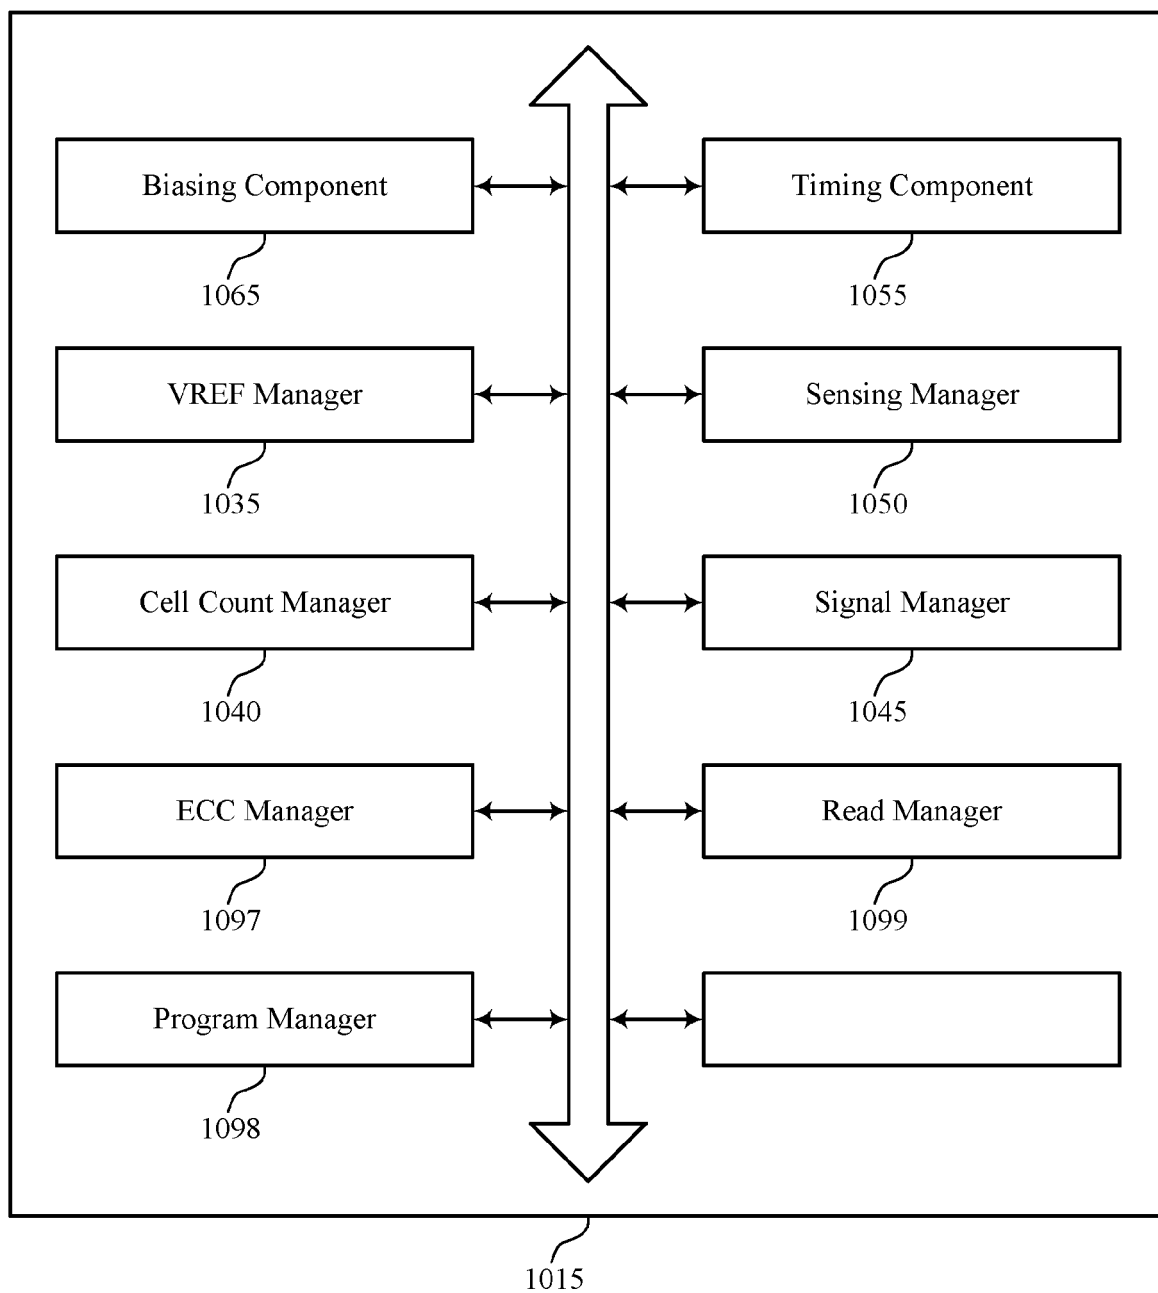 Biasing Component
Timing Component
1065
1055
VREF Manager
Sensing Manager
1035
1050
Cell Count Manager
Signal Manager
1040
1045
ECC Manager
Read Manager
1097
1099
Program Manager
1098
1015